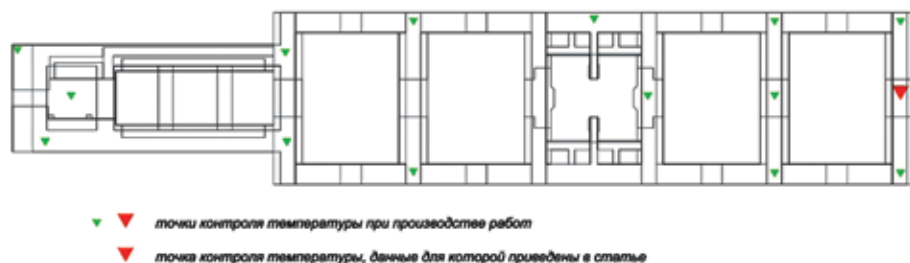 точки контроля температуры при производстве работ
точка контроля температуры, данные для которой приведены в статье